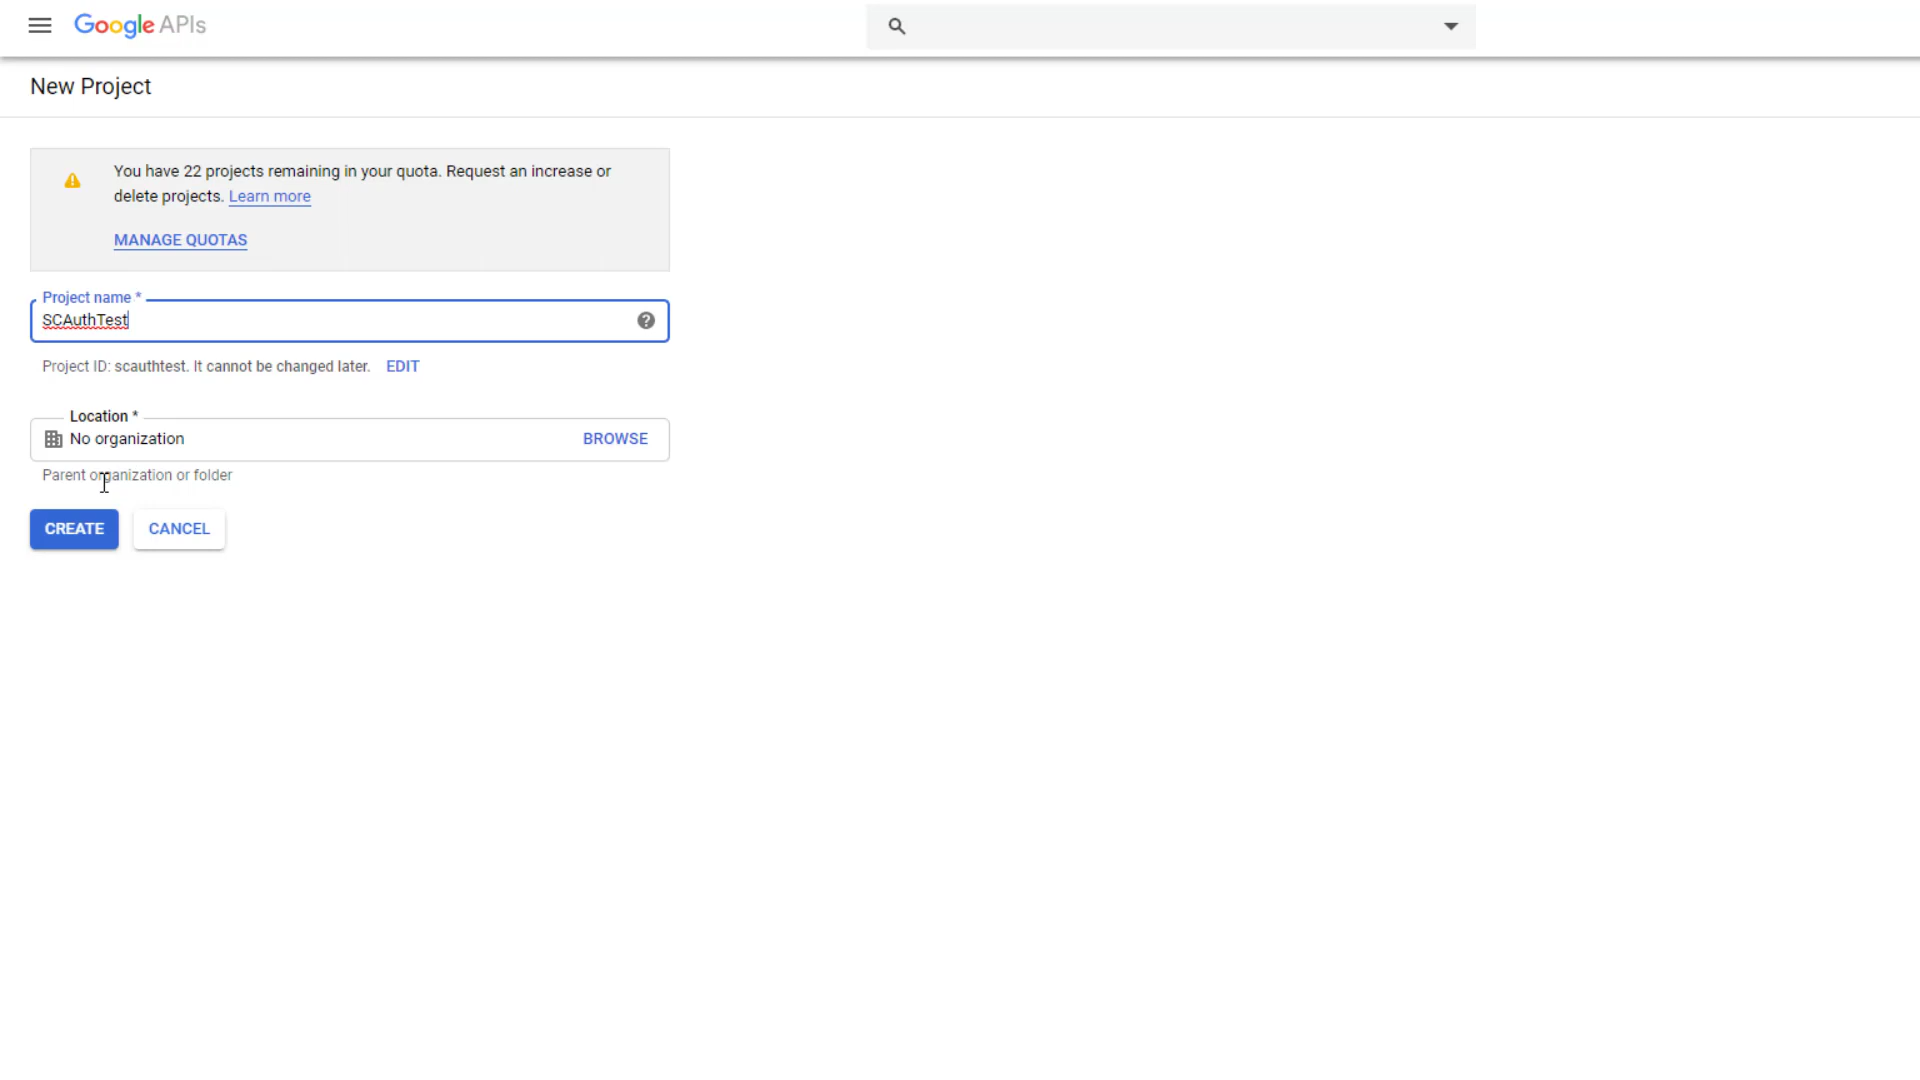 Google APIs
New Project
You have 22 projects remaining in your quota. Request an increase or
delete projects. Learn more
MANAGE QUOTAS
Project name *
SCAuthTest
Project ID: scauthtest. It cannot be changed later. EDIT
Location *
No organization BROWSE
Parent organization or folder
CREATE CANCEL